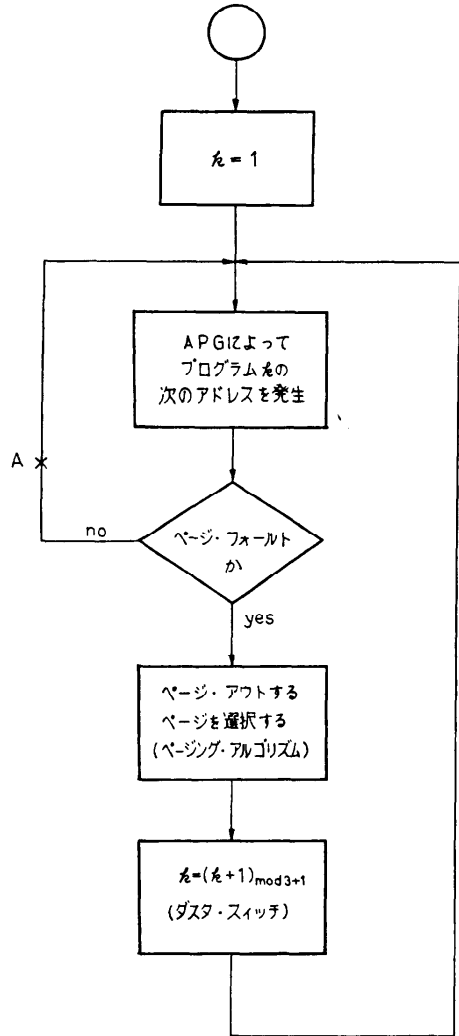 k = 1
APGによって
プログラムkの
次のアドレスを発生
A
no
ページ・フォールト
か
yes
ページ・アウトする
ページを選択する
(ページング・アルゴリズム)
k=(k+1)mod3+1
(ダスタ・スィッチ)